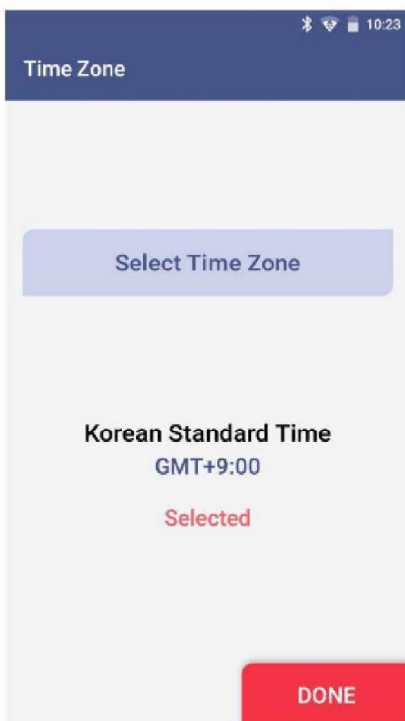 10:23
Time Zone
Select Time Zone
Korean Standard Time
GMT+9:00
Selected
DONE